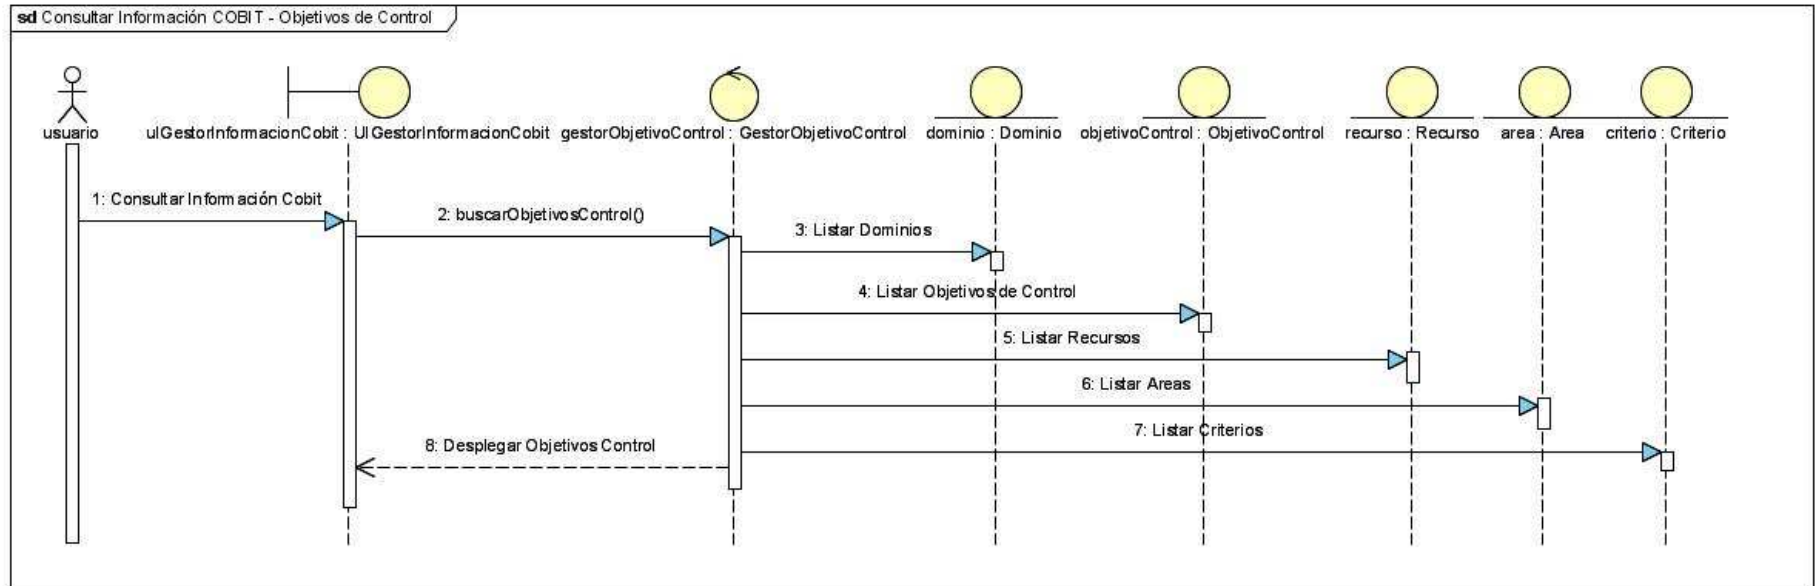 sd Consultar Información COBIT - Objetivos de Control
usuario
uIGestorInformacionCobit : UIGestorInformacionCobit
gestorObjetivoControl : GestorObjetivoControl
dominio : Dominio
objetivoControl : ObjetivoControl
recurso : Recurso
area : Area
criterio : Criterio
1: Consultar Información Cobit
2: buscarObjetivosControl()
3: Listar Dominios
4: Listar Objetivos de Control
5: Listar Recursos
6: Listar Areas
7: Listar Criterios
8: Desplegar Objetivos Control